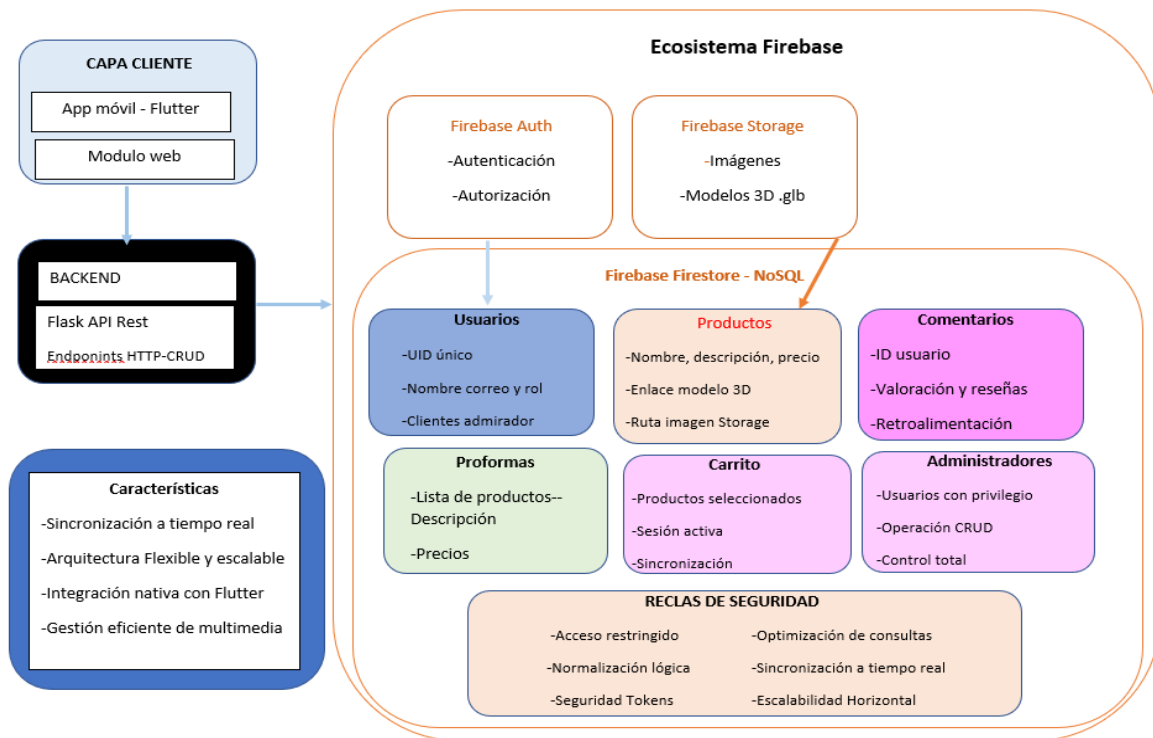 CAPA CLIENTE
App móvil - Flutter
Modulo web
BACKEND
Flask API Rest
Endponints HTTP-CRUD
Características
-Sincronización a tiempo real
-Arquitectura Flexible y escalable
-Integración nativa con Flutter
-Gestión eficiente de multimedia
Ecosistema Firebase
Firebase Auth
-Autenticación
-Autorización
Firebase Storage
-Imágenes
-Modelos 3D .glb
Firebase Firestore - NoSQL
Usuarios
-UID único
-Nombre correo y rol
-Clientes admirador
Productos
-Nombre, descripción, precio
-Enlace modelo 3D
-Ruta imagen Storage
Comentarios
-ID usuario
-Valoración y reseñas
-Retroalimentación
Proformas
-Lista de productos--
Descripción
-Precios
Carrito
-Productos seleccionados
-Sesión activa
-Sincronización
Administradores
-Usuarios con privilegio
-Operación CRUD
-Control total
RECLAS DE SEGURIDAD
-Acceso restringido
-Normalización lógica
-Seguridad Tokens
-Optimización de consultas
-Sincronización a tiempo real
-Escalabilidad Horizontal